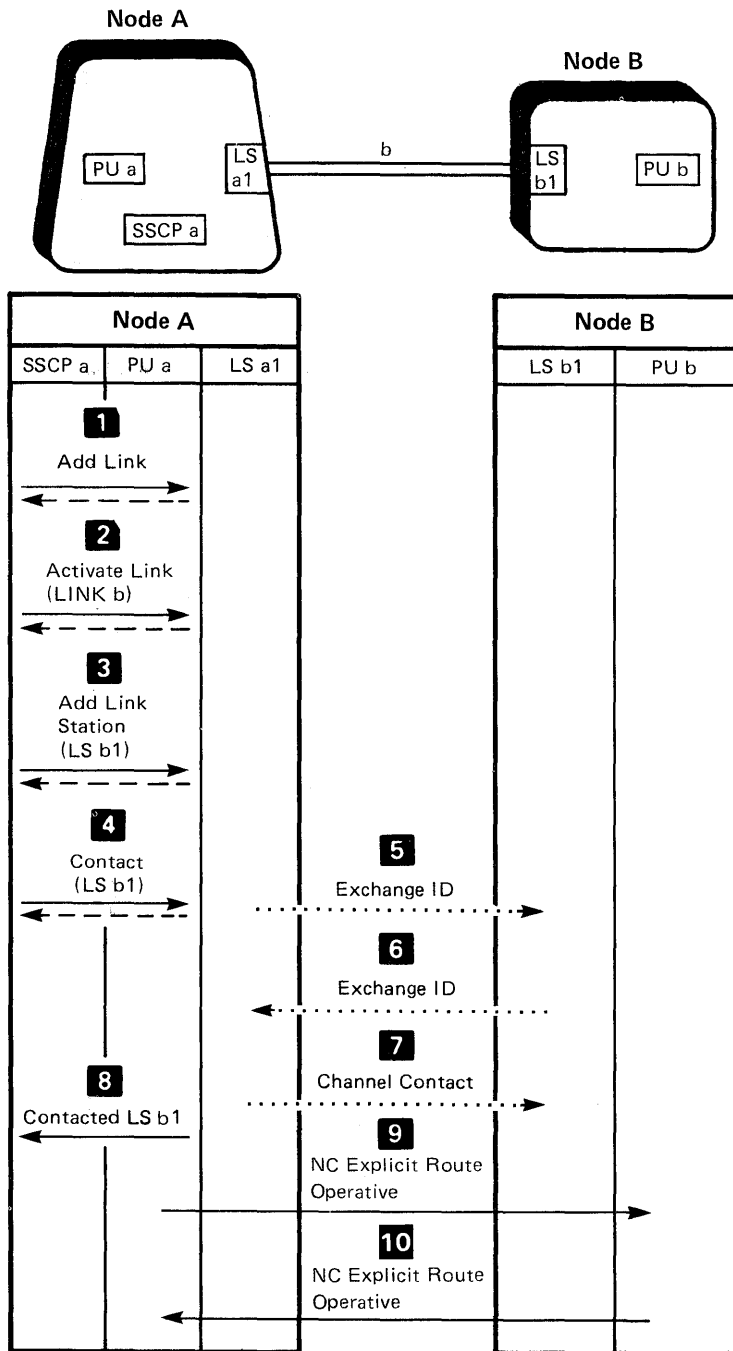 Node A
Node B
b
PU a
LS
a1
SSCP a
LS
b1
PU b
Node A
Node B
SSCP a
PU a
LS a1
LS b1
PU b
1
Add Link
2
Activate Link
(LINK b)
3
Add Link
Station
(LS b1)
4
Contact
(LS b1)
5
Exchange ID
6
Exchange ID
7
Channel Contact
8
Contacted LS b1
9
NC Explicit Route
Operative
10
NC Explicit Route
Operative